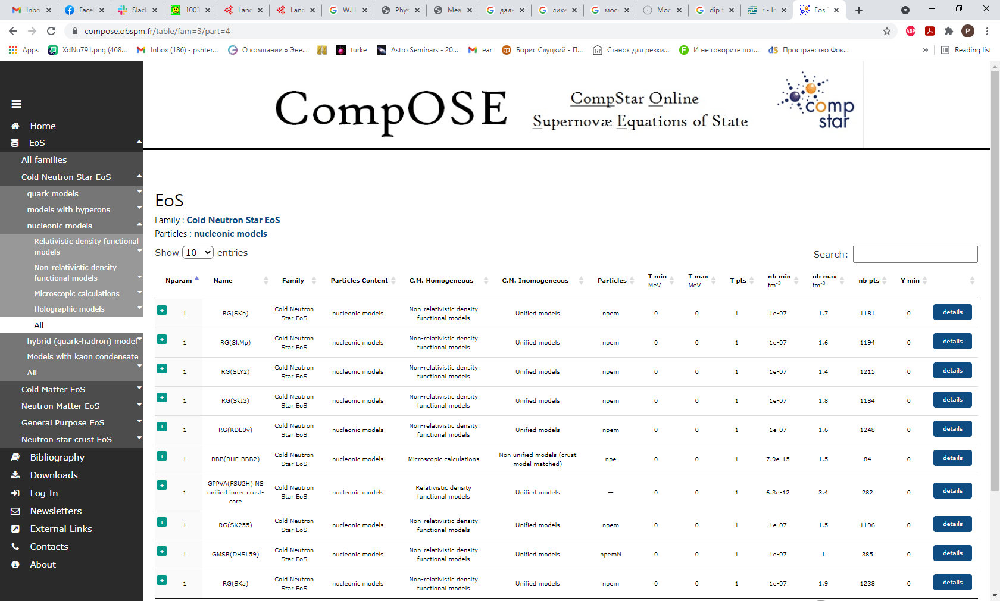 Inbo
Facel
Slack
1003
Land
Land
W.H.
Phys
Mea
даль
лике
моск
Мос
dip t
r - In
Eos
compose.obspm.fr/table/fam=3/part=4
P
Apps
XdNu791.png (468...
Inbox (186) - pshter...
О компании » Эне...
turke
Astro Seminars - 20...
ear
Борис Слуцкий - П...
Станок для резки...
И не говорите пот...
dS Пространство Фок...
»
Reading list
CompOSE
CompStar Online
Supernovæ Equations of State
comp
star
Home
EoS
All families
Cold Neutron Star EoS
quark models
models with hyperons
nucleonic models
Relativistic density functional
models
Non-relativistic density
functional models
Microscopic calculations
Holographic models
All
hybrid (quark-hadron) model
Models with kaon condensate
All
Cold Matter EoS
Neutron Matter EoS
General Purpose EoS
Neutron star crust EoS
Bibliography
Downloads
Log In
Newsletters
External Links
Contacts
About
EoS
Family : Cold Neutron Star EoS
Particles : nucleonic models
Show 10 entries
Search:
Nparam Name Family Particles Content C.M. Homogeneous C.M. Inomogeneous Particles T min MeV T max MeV T pts nb min fm-3 nb max fm-3 nb pts Y min
+ 1 RG(SKb) Cold Neutron Star EoS nucleonic models Non-relativistic density functional models Unified models npem 0 0 1 1e-07 1.7 1181 0 details
+ 1 RG(SkMp) Cold Neutron Star EoS nucleonic models Non-relativistic density functional models Unified models npem 0 0 1 1e-07 1.6 1194 0 details
+ 1 RG(SLY2) Cold Neutron Star EoS nucleonic models Non-relativistic density functional models Unified models npem 0 0 1 1e-07 1.4 1215 0 details
+ 1 RG(SkI3) Cold Neutron Star EoS nucleonic models Non-relativistic density functional models Unified models npem 0 0 1 1e-07 1.8 1184 0 details
+ 1 RG(KDE0v) Cold Neutron Star EoS nucleonic models Non-relativistic density functional models Unified models npem 0 0 1 1e-07 1.6 1248 0 details
+ 1 BBB(BHF-BBB2) Cold Neutron Star EoS nucleonic models Microscopic calculations Non unified models (crust model matched) npe 0 0 1 7.9e-15 1.5 84 0 details
+ 1 GPPVA(FSU2H) NS unified inner crust-core Cold Neutron Star EoS nucleonic models Relativistic density functional models Unified models — 0 0 1 6.3e-12 3.4 282 0 details
+ 1 RG(SK255) Cold Neutron Star EoS nucleonic models Non-relativistic density functional models Unified models npem 0 0 1 1e-07 1.5 1196 0 details
+ 1 GMSR(DHSL59) Cold Neutron Star EoS nucleonic models Non-relativistic density functional models Unified models npemN 0 0 1 1e-07 1 385 0 details
+ 1 RG(SKa) Cold Neutron Star EoS nucleonic models Non-relativistic density functional models Unified models npem 0 0 1 1e-07 1.9 1238 0 details